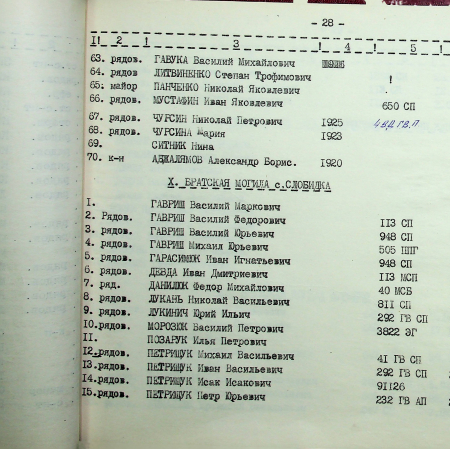 - 28 -
I! 2 ! 3 ! 4 ! 5
63. рядов. ГАВУКА Василий Михайлович
64. рядов ЛИТВИНЕНКО Степан Трофимович !
65. майор ПАНЧЕНКО Николай Яковлевич
66. рядов. МУСТАФИН Иван Яковлевич 650 СП
67. рядов. ЧУРСИН Николай Петрович 1925
68. рядов. ЧУРСИНА Мария 1923
69. СИТНИК Нина
70. к-н АДЖАЛЯМОВ Александр Борис. 1920
X. БРАТСКАЯ МОГИЛА с.СЛОБИДКА
I. ГАВРИШ Василий Маркович
2. Рядов. ГАВРИШ Василий Федорович 113 СП
3. рядов. ГАВРИШ Василий Юрьевич 948 СП
4. рядов. ГАВРИШ Михаил Юрьевич 505 ППГ
5. рядов. ГАРАСИМЮК Иван Игнатьевич 948 СП
6. рядов. ДЕВДА Иван Дмитриевич 113 МСП
7. ряд. ДАНИЛЮК Федор Михайлович 40 МСБ
8. рядов. ДУКАНЬ Николай Васильевич 811 СП
9. рядов. ЛУКИНИЧ Юрий Ильич 292 ГВ СП
10.рядов. МОРОЗЮК Василий Петрович 3822 ЭГ
II. ПОЗАРУК Илья Петрович
12.рядов. ПЕТРИЩУК Михаил Васильевич 41 ГВ СП
13.рядов. ПЕТРИЩУК Иван Васильевич 292 ГВ СП
14.рядов. ПЕТРИЩУК Исак Исакович 91126
15.рядов. ПЕТРИЩУК Петр Юрьевич 232 ГВ АП